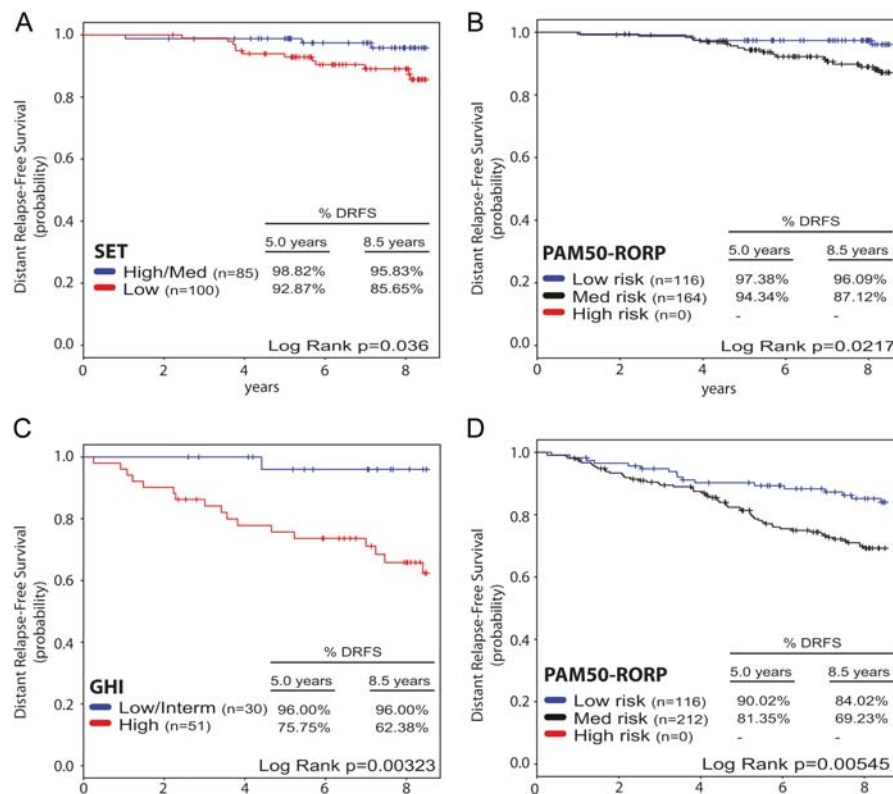 A
Distant Relapse-Free Survival
(probability)
1.0
0.8
0.6
0.4
0.2
0.0
% DRFS
SET 5.0 years 8.5 years
High/Med (n=85) 98.82% 95.83%
Low (n=100) 92.87% 85.65%
Log Rank p=0.036
0 2 4 6 8
years
B
Distant Relapse-Free Survival
(probability)
1.0
0.8
0.6
0.4
0.2
0.0
% DRFS
PAM50-RORP 5.0 years 8.5 years
Low risk (n=116) 97.38% 96.09%
Med risk (n=164) 94.34% 87.12%
High risk (n=0) - -
Log Rank p=0.0217
0 2 4 6 8
years
C
Distant Relapse-Free Survival
(probability)
1.0
0.8
0.6
0.4
0.2
0.0
% DRFS
GHI 5.0 years 8.5 years
Low/Interm (n=30) 96.00% 96.00%
High (n=51) 75.75% 62.38%
Log Rank p=0.00323
0 2 4 6 8
years
D
Distant Relapse-Free Survival
(probability)
1.0
0.8
0.6
0.4
0.2
0.0
% DRFS
PAM50-RORP 5.0 years 8.5 years
Low risk (n=116) 90.02% 84.02%
Med risk (n=212) 81.35% 69.23%
High risk (n=0) - -
Log Rank p=0.00545
0 2 4 6 8
years